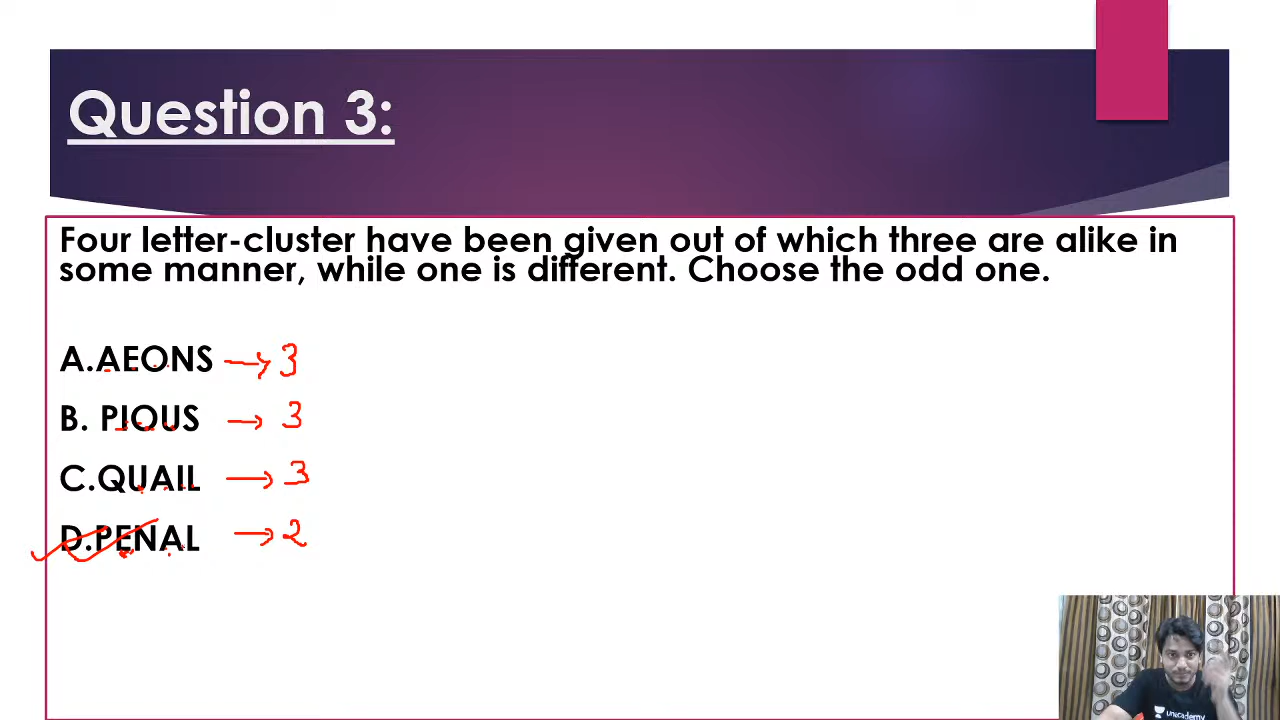 Question 3:
Four letter-cluster have been given out of which three are alike in
some manner, while one is different. Choose the odd one.
A.AEONS → 3
B. PIOUS → 3
C.QUAIL → 3
D.PENAL → 2
unacademy